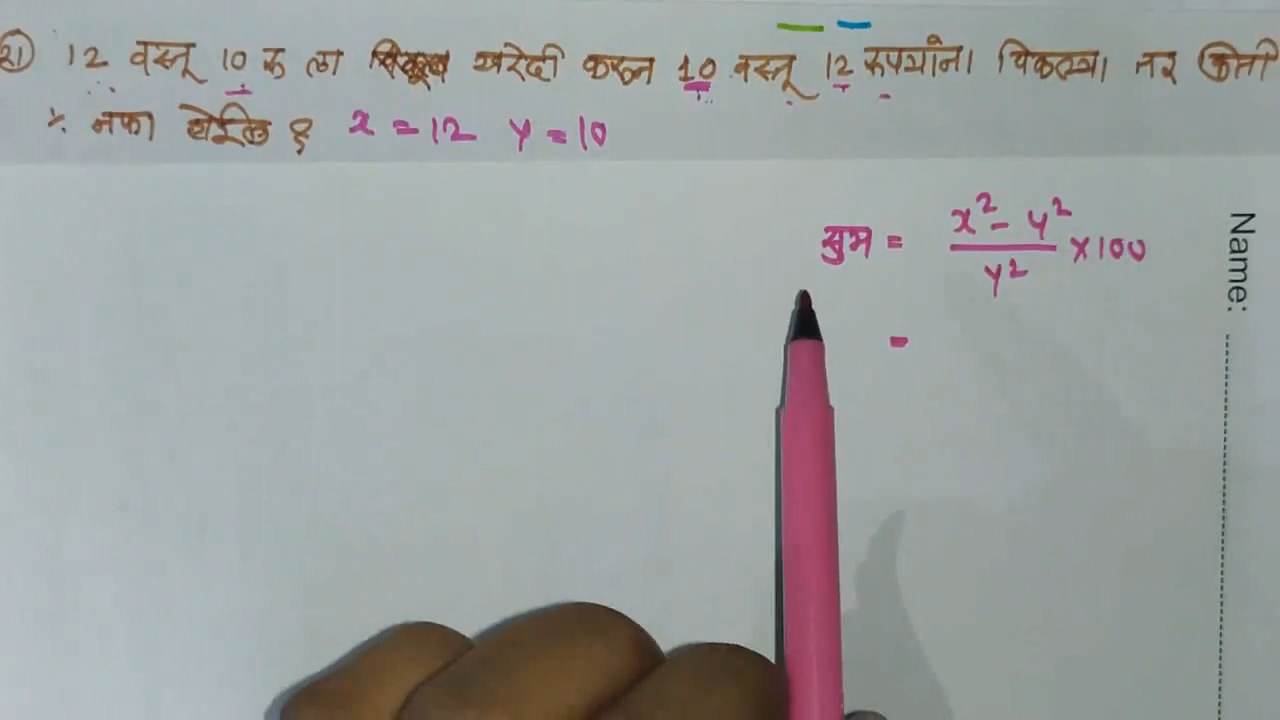 21) 12 वस्तू 10 रु ला खरेदी करून 10 वस्तू 12 रुपयांना विकल्या तर किती
% नफा होईल ? x = 12 y = 10
सुत्र = x² - y² / y² × 100
=
Name: